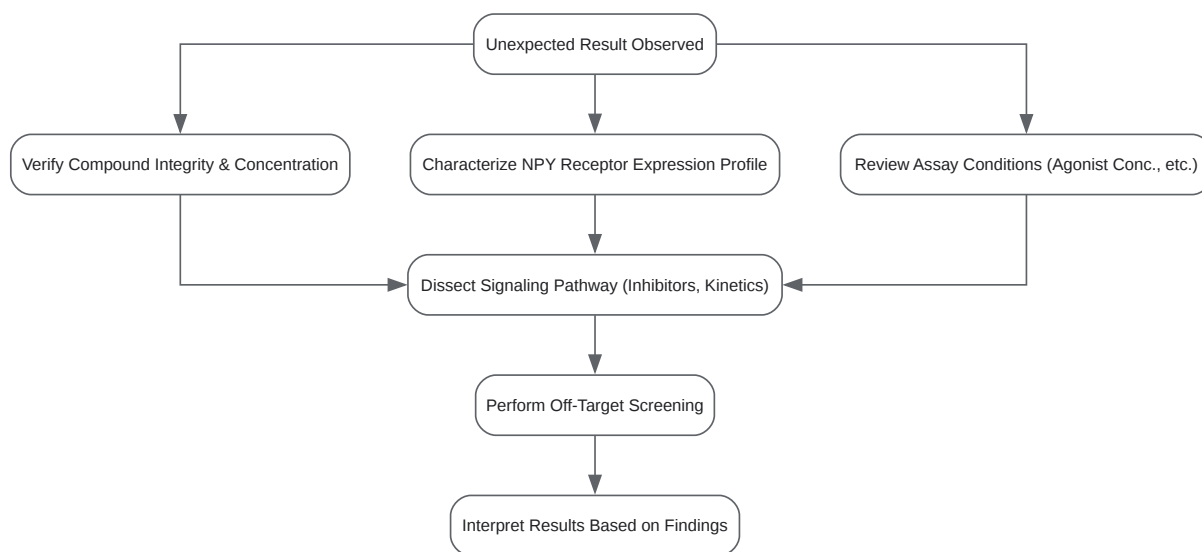 Unexpected Result Observed
Verify Compound Integrity & Concentration
Characterize NPY Receptor Expression Profile
Review Assay Conditions (Agonist Conc., etc.)
Dissect Signaling Pathway (Inhibitors, Kinetics)
Perform Off-Target Screening
Interpret Results Based on Findings